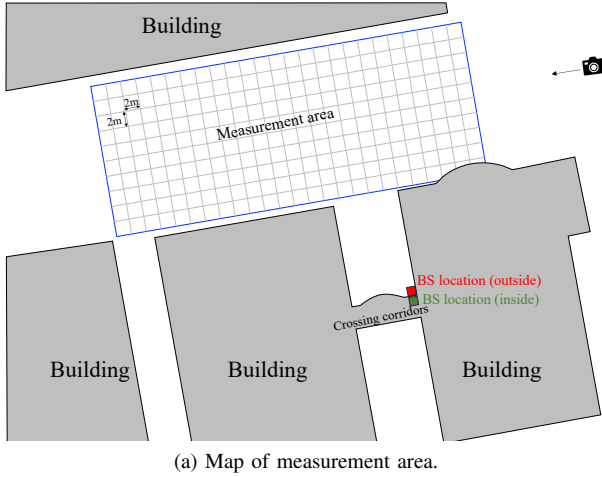 Building
2m
2m
Measurement area
BS location (outside)
BS location (inside)
Crossing corridors
Building
Building
Building
(a) Map of measurement area.